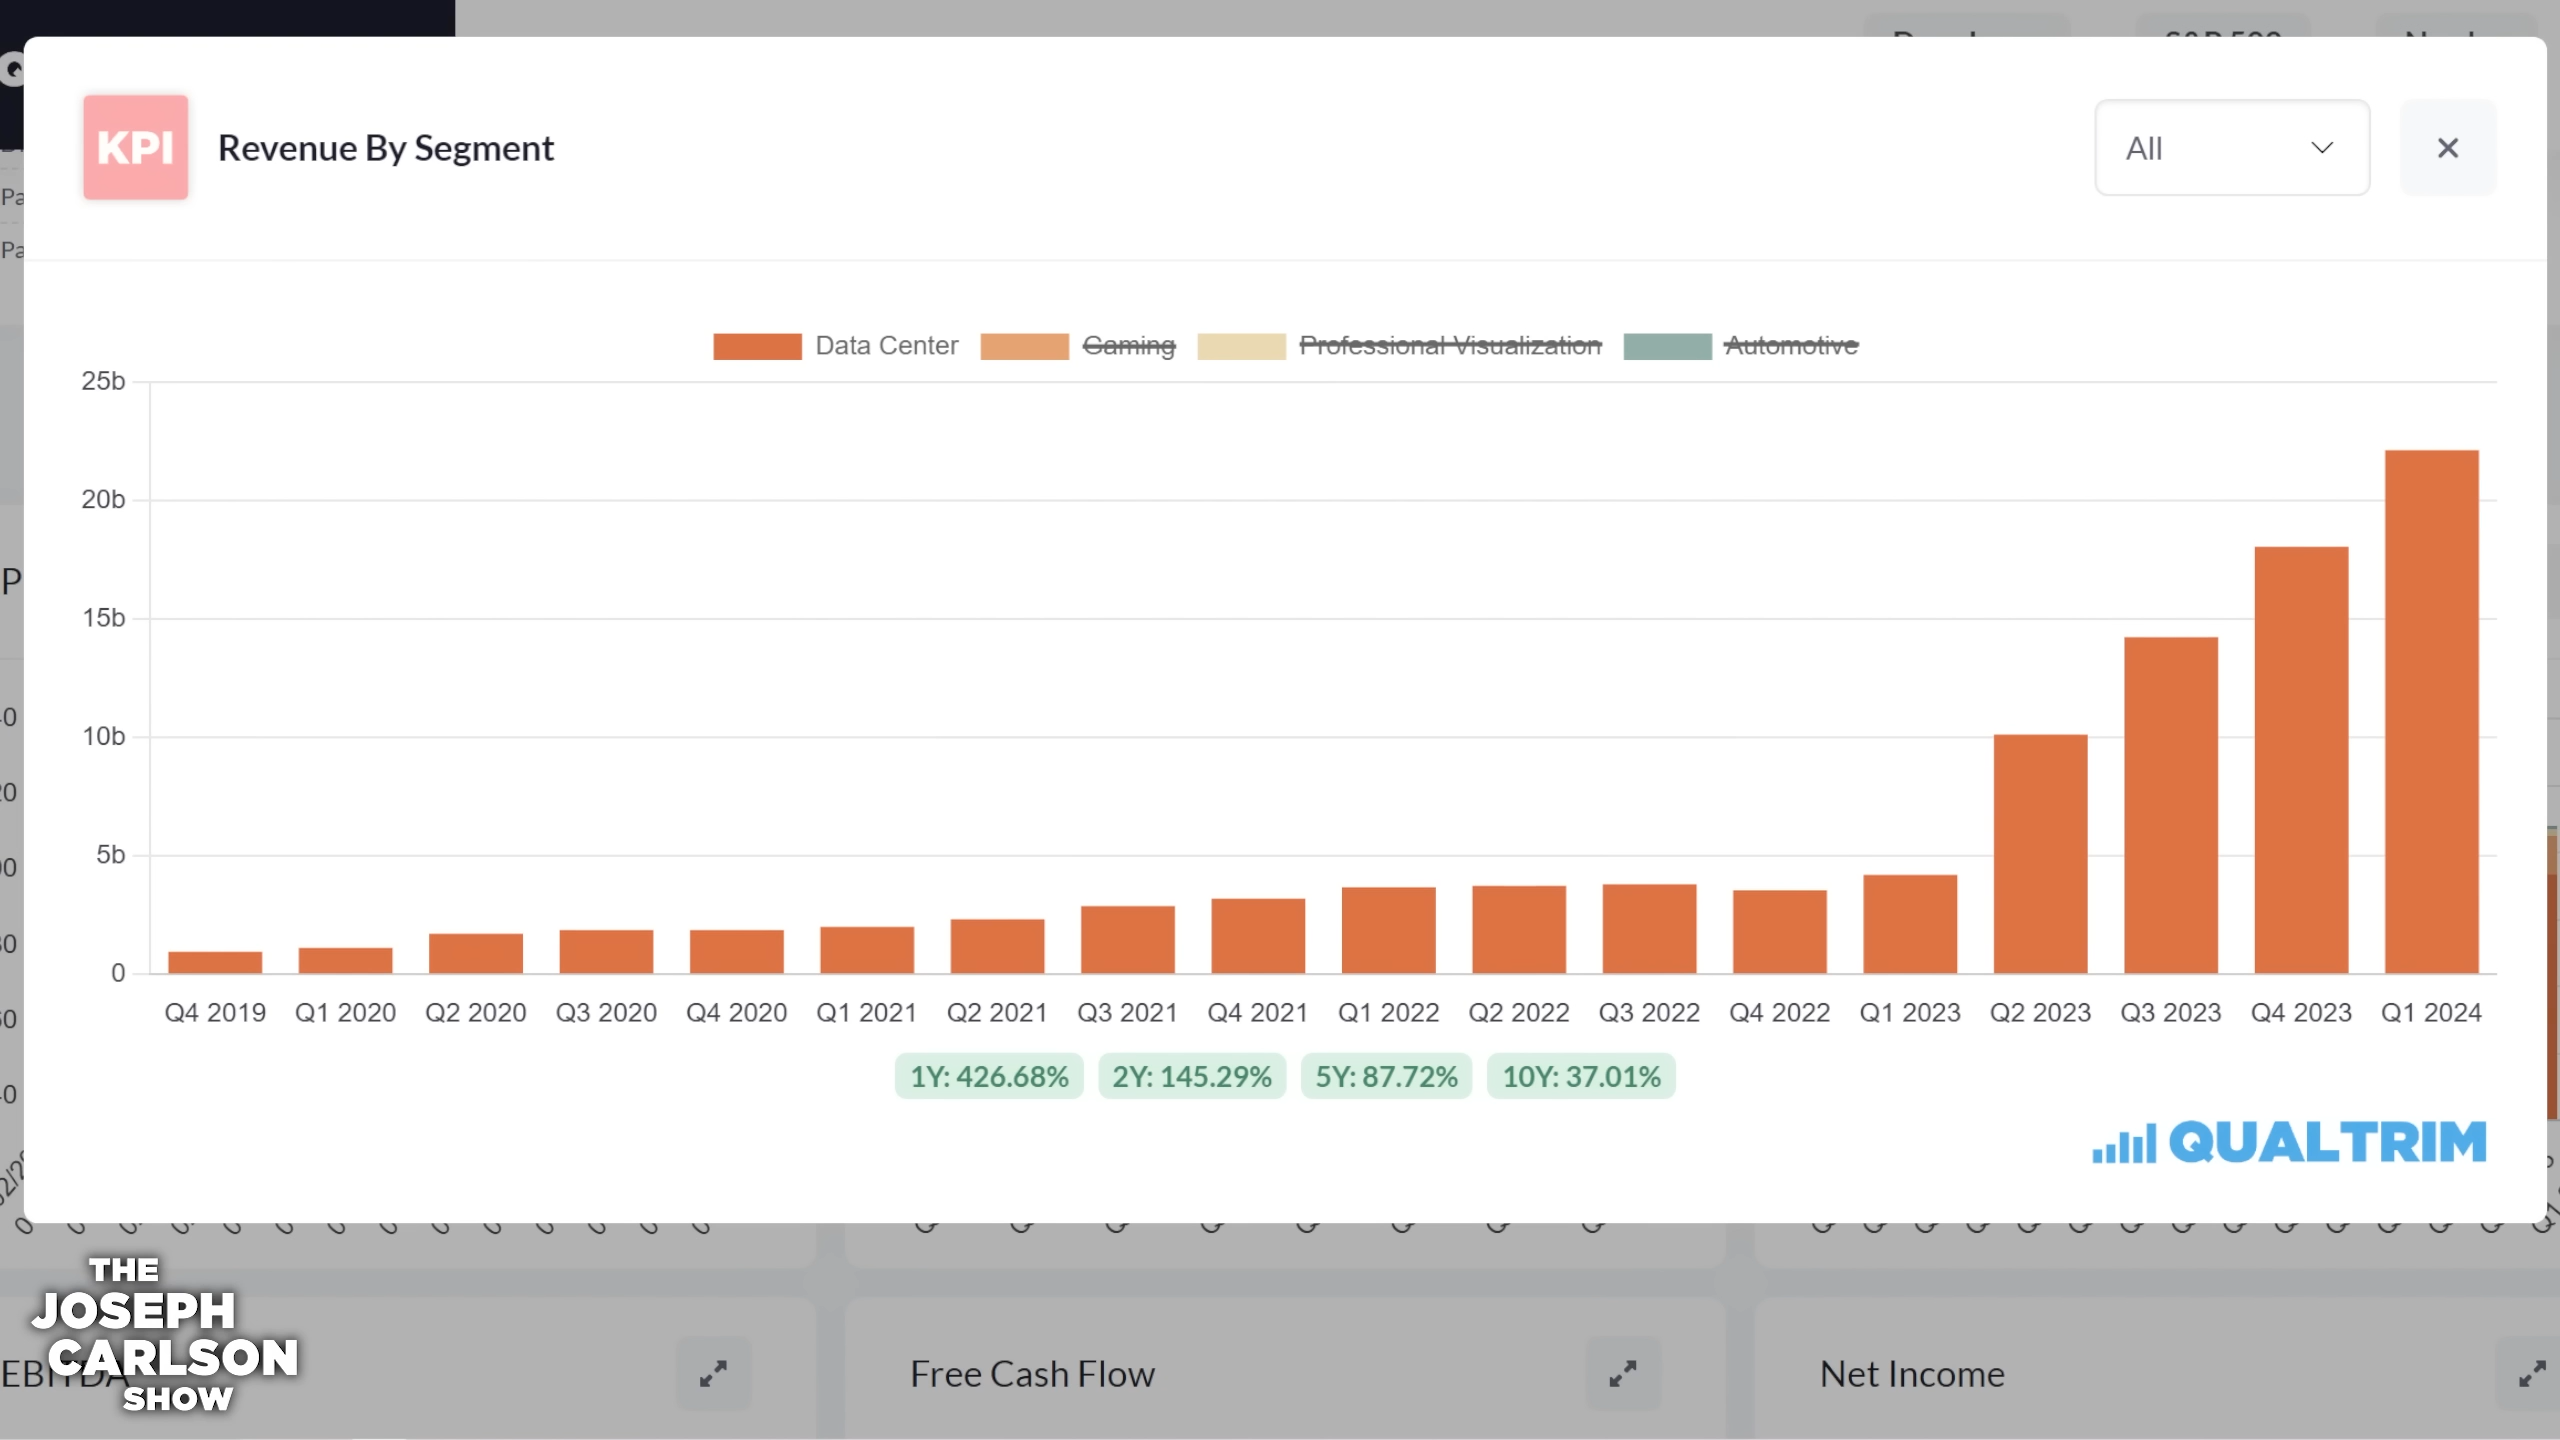 KPI
Revenue By Segment
All
Data Center Gaming Professional Visualization Automotive
25b
20b
15b
10b
5b
0
Q4 2019 Q1 2020 Q2 2020 Q3 2020 Q4 2020 Q1 2021 Q2 2021 Q3 2021 Q4 2021 Q1 2022 Q2 2022 Q3 2022 Q4 2022 Q1 2023 Q2 2023 Q3 2023 Q4 2023 Q1 2024
1Y: 426.68% 2Y: 145.29% 5Y: 87.72% 10Y: 37.01%
QUALTRIM
THE
JOSEPH
CARLSON
SHOW
EBITDA Free Cash Flow Net Income